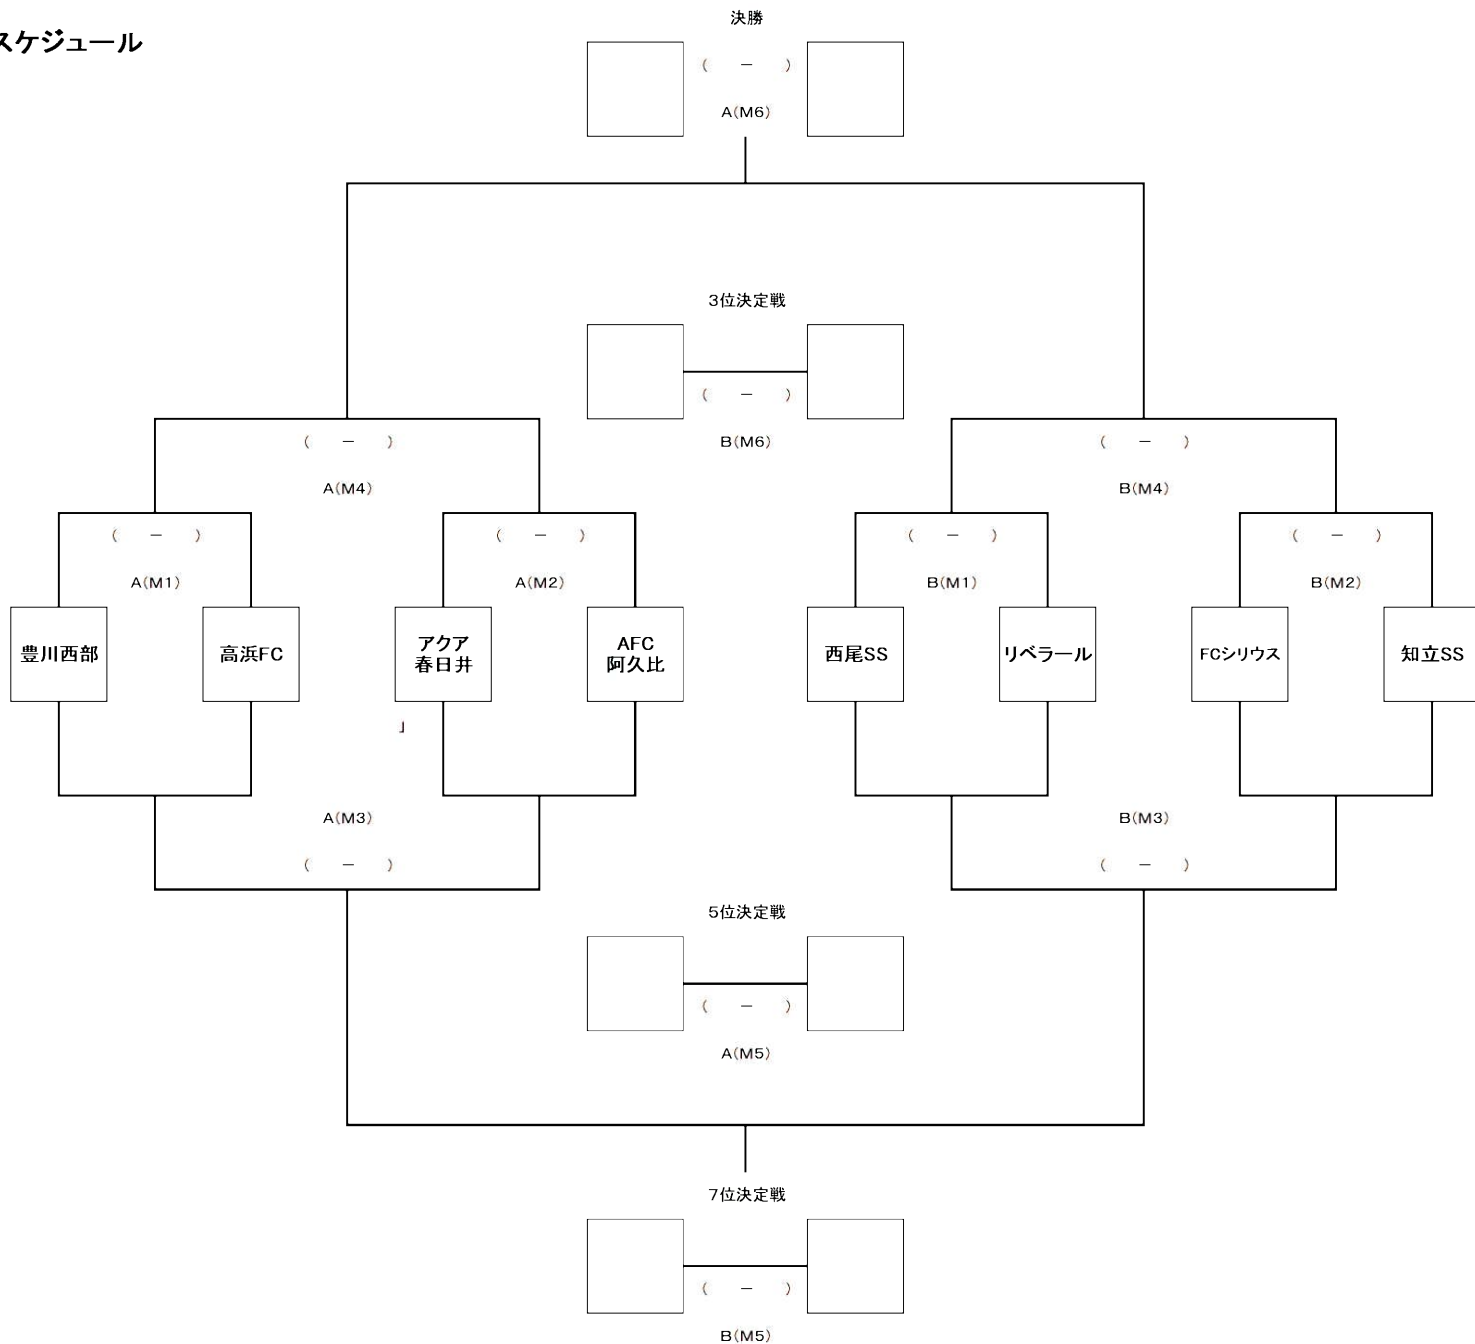 決勝
スケジュール
( － )
A(M6)
3位決定戦
( － )
B(M6)
( － )
( － )
A(M4)
B(M4)
( － )
( － )
( － )
( － )
A(M1)
A(M2)
B(M1)
B(M2)
豊川西部
高浜FC
アクア
春日井
AFC
阿久比
西尾SS
リベラール
FCシリウス
知立SS
」
A(M3)
B(M3)
( － )
( － )
5位決定戦
( － )
A(M5)
7位決定戦
( － )
B(M5)